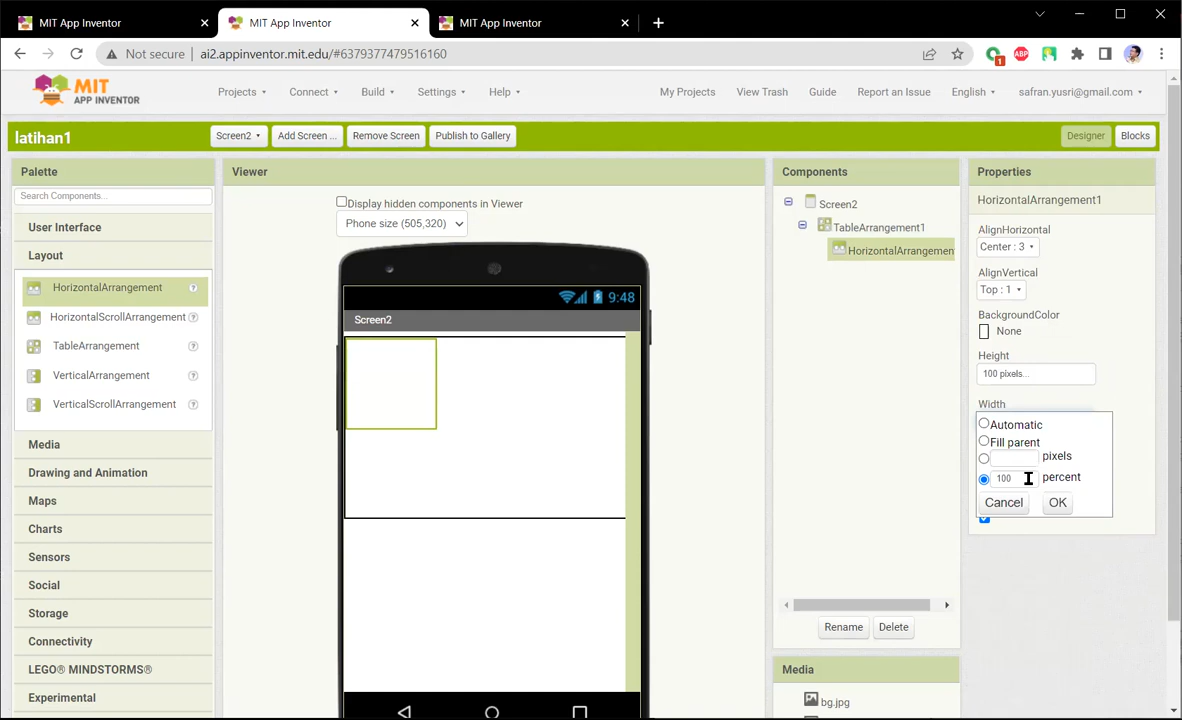 MIT App Inventor
MIT App Inventor
MIT App Inventor
Not secure
ai2.appinventor.mit.edu/#6379377479516160
1
ABP
MIT
APP INVENTOR
Projects
Connect
Build
Settings
Help
My Projects
View Trash
Guide
Report an Issue
English
safran.yusri@gmail.com
latihan1
Screen2
Add Screen ...
Remove Screen
Publish to Gallery
Designer
Blocks
Palette
Search Components...
User Interface
Layout
HorizontalArrangement
HorizontalScrollArrangement
TableArrangement
VerticalArrangement
VerticalScrollArrangement
Media
Drawing and Animation
Maps
Charts
Sensors
Social
Storage
Connectivity
LEGO® MINDSTORMS®
Experimental
Viewer
Display hidden components in Viewer
Phone size (505,320)
9:48
Screen2
Components
Screen2
TableArrangement1
HorizontalArrangemen
Rename
Delete
Media
bg.jpg
Properties
HorizontalArrangement1
AlignHorizontal
Center : 3
AlignVertical
Top : 1
BackgroundColor
None
Height
100 pixels...
Width
Automatic
Fill parent
pixels
100 percent
Cancel
OK